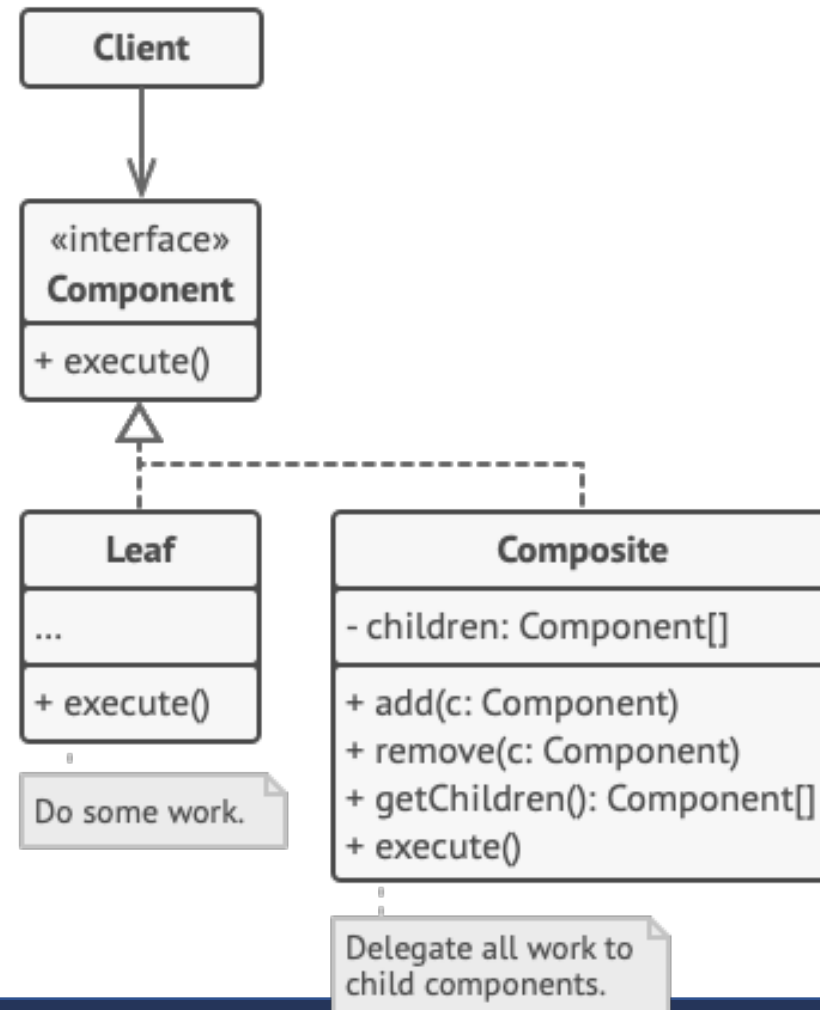 Client
«interface»
Component
+ execute()
Leaf
...
+ execute()
Do some work.
Composite
- children: Component[]
+ add(c: Component)
+ remove(c: Component)
+ getChildren(): Component[]
+ execute()
Delegate all work to
child components.